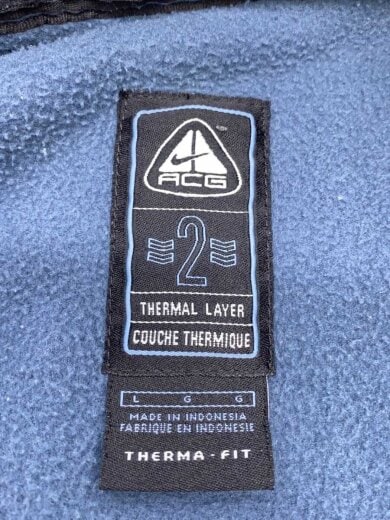 ACG
2
THERMAL LAYER
COUCHE THERMIQUE
L G G
MADE IN INDONESIA
FABRIQUE EN INDONESIE
THERMA-FIT